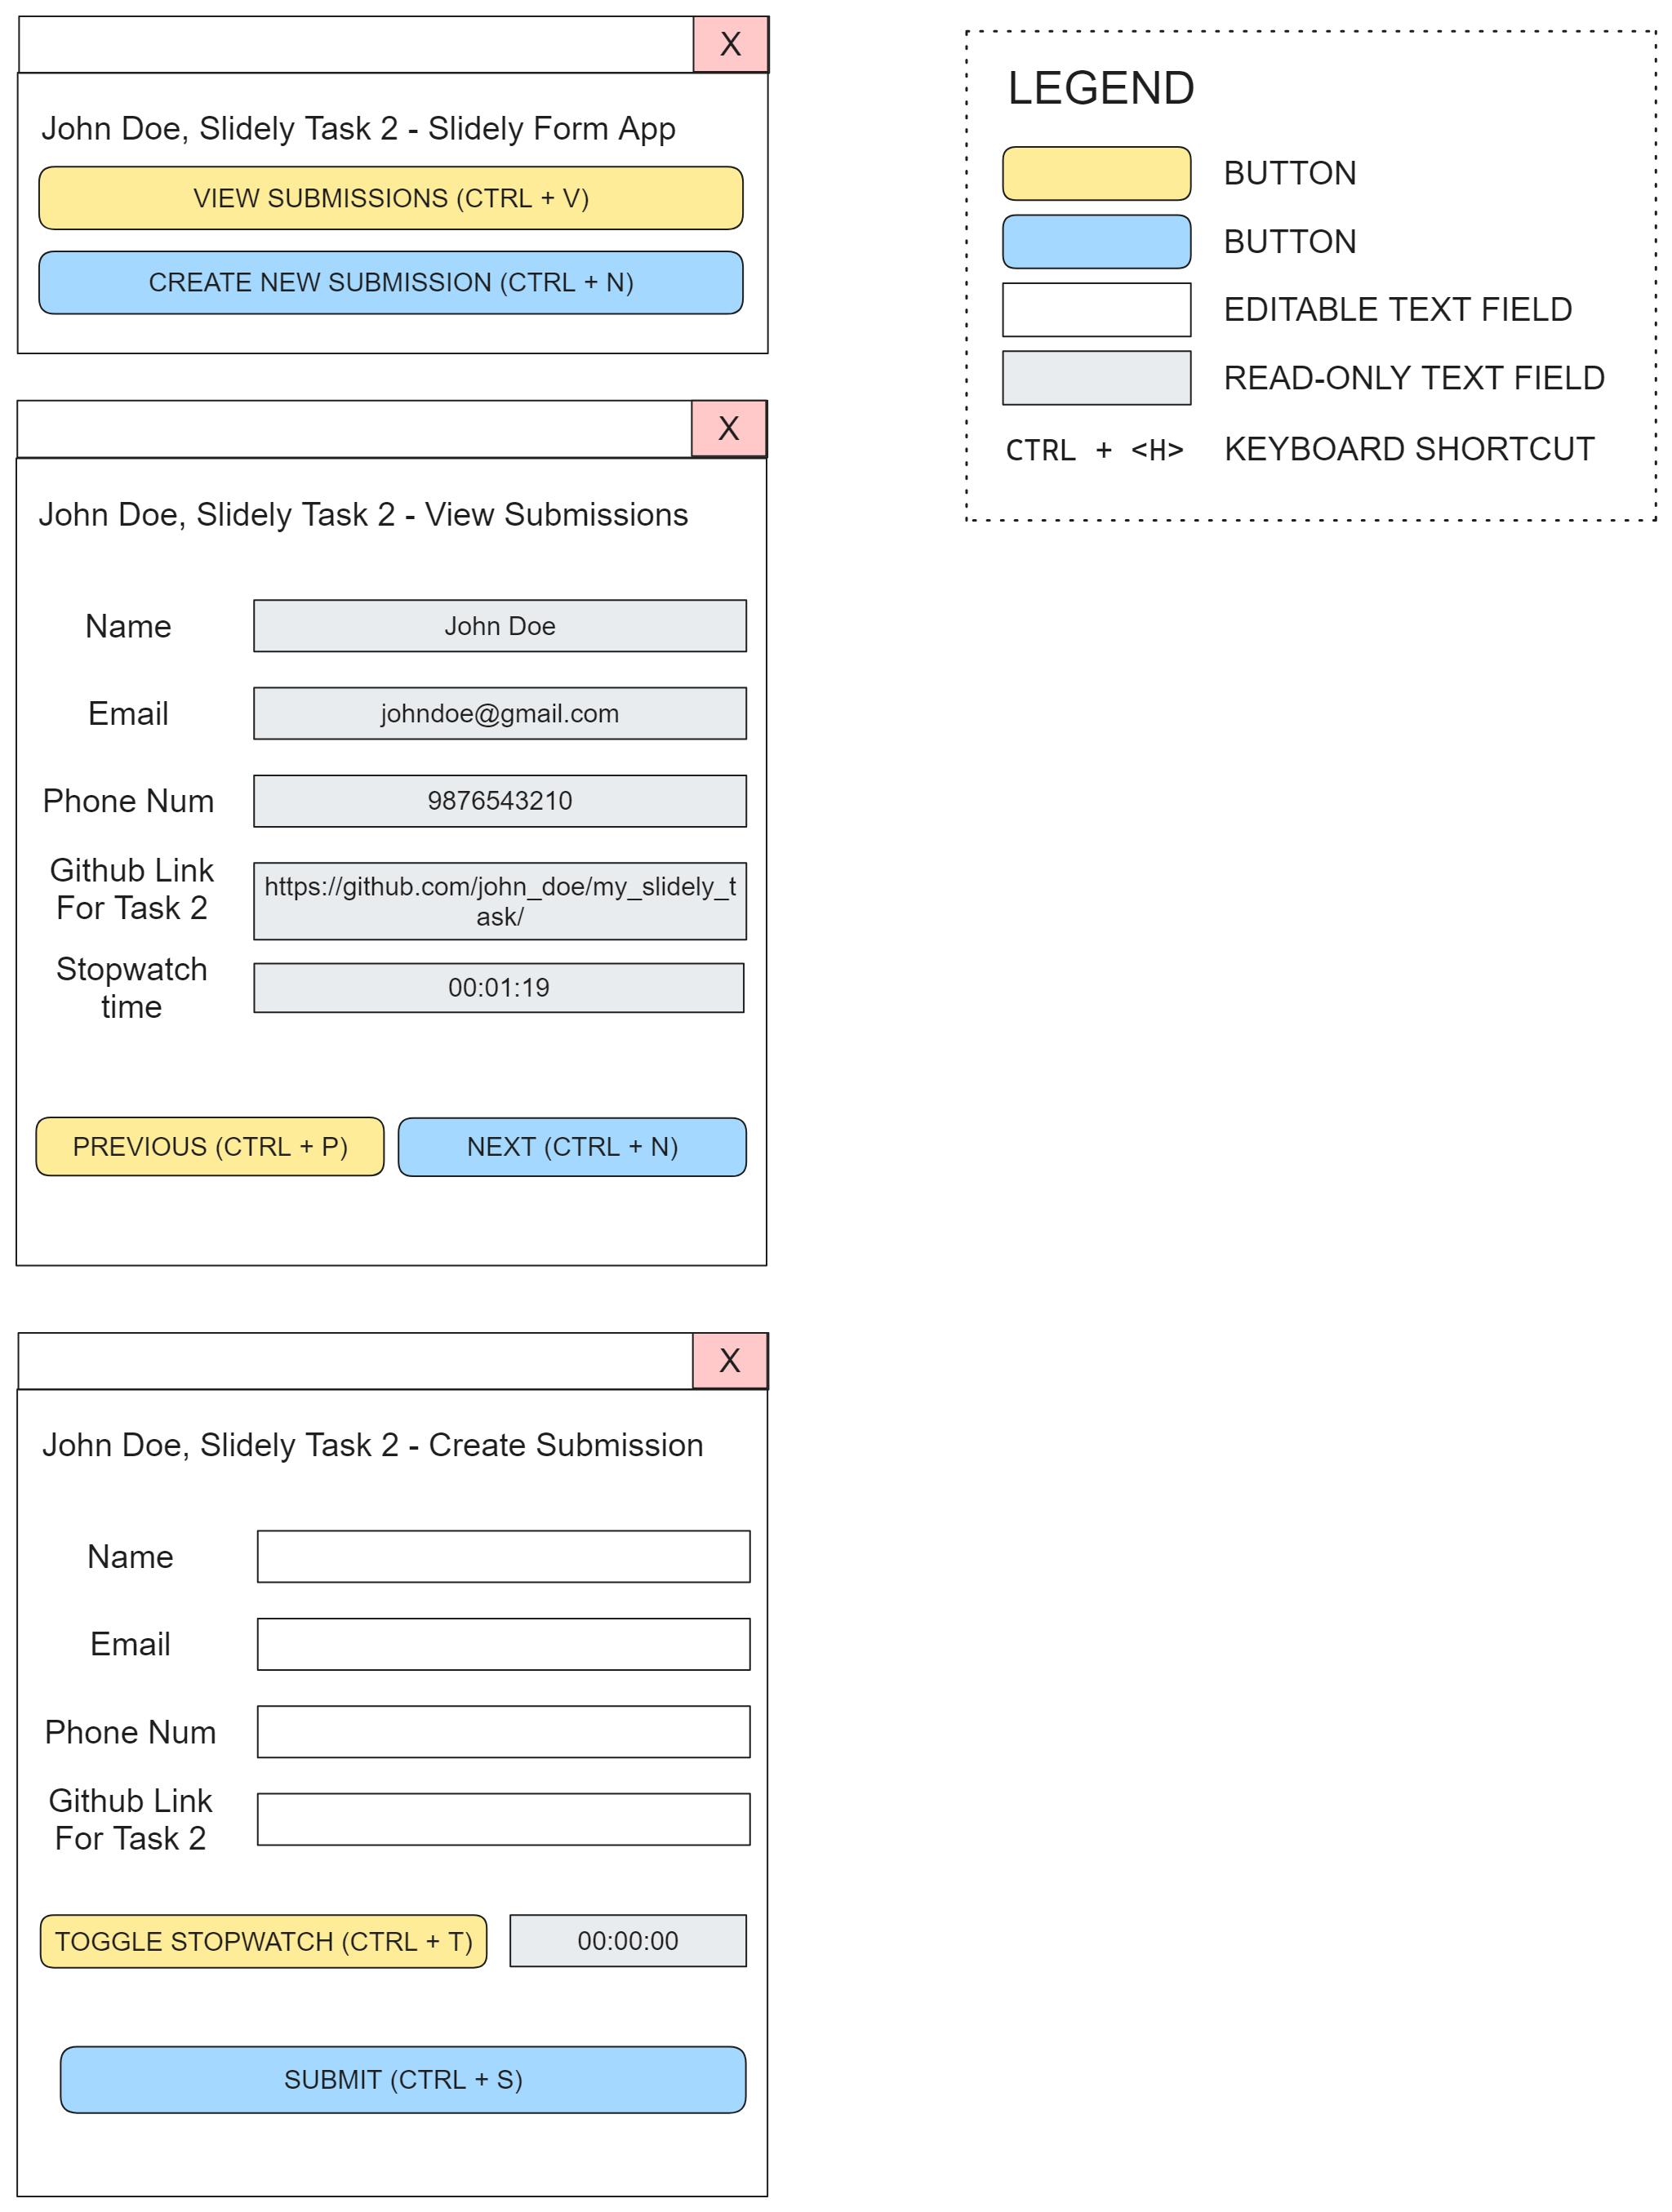 X
John Doe, Slidely Task 2 - Slidely Form App
VIEW SUBMISSIONS (CTRL + V)
CREATE NEW SUBMISSION (CTRL + N)
LEGEND
BUTTON
BUTTON
EDITABLE TEXT FIELD
READ-ONLY TEXT FIELD
CTRL + <H> KEYBOARD SHORTCUT
X
John Doe, Slidely Task 2 - View Submissions
Name John Doe
Email johndoe@gmail.com
Phone Num 9876543210
Github Link
For Task 2
https://github.com/john_doe/my_slidely_t
ask/
Stopwatch
time
00:01:19
PREVIOUS (CTRL + P) NEXT (CTRL + N)
X
John Doe, Slidely Task 2 - Create Submission
Name
Email
Phone Num
Github Link
For Task 2
TOGGLE STOPWATCH (CTRL + T) 00:00:00
SUBMIT (CTRL + S)